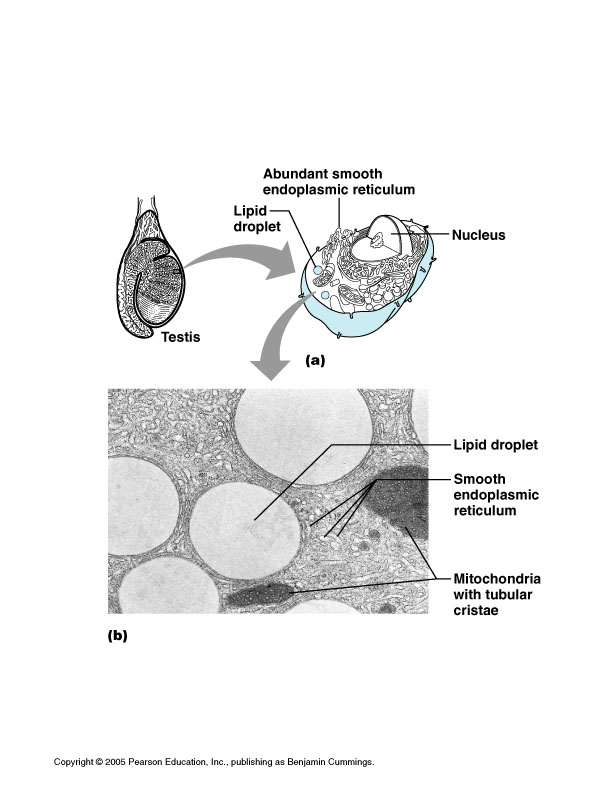 Abundant smooth
endoplasmic reticulum
Lipid
droplet
Nucleus
Testis
(a)
Lipid droplet
Smooth
endoplasmic
reticulum
Mitochondria
with tubular
cristae
(b)
Copyright © 2005 Pearson Education, Inc., publishing as Benjamin Cummings.